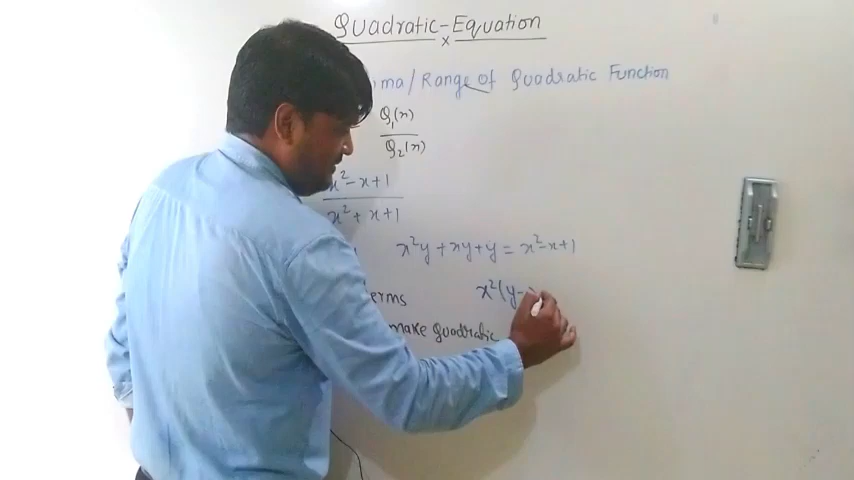 Quadratic-Equation
x
ima/Range of Quadratic Function
Q₁(x)
Q₂(x)
x²-x+1
x²+x+1
x²y+xy+y = x²-x+1
erms
x²(y-
make Quadratic